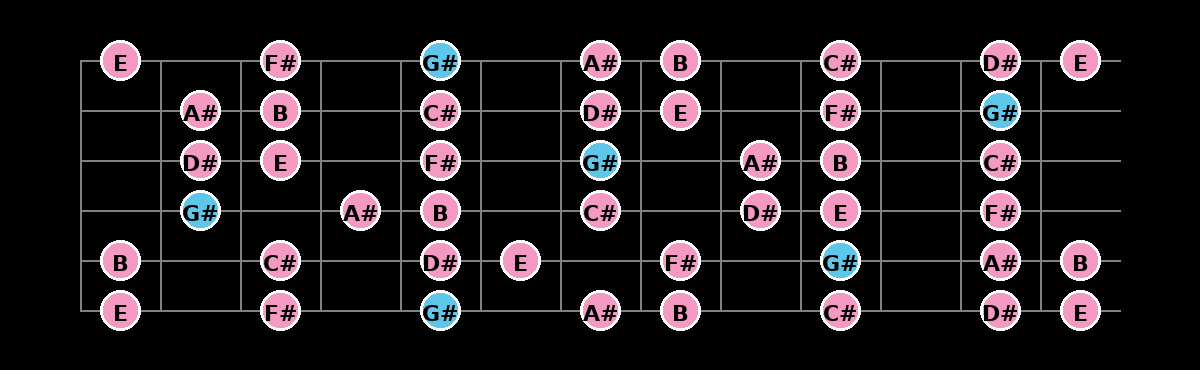 E F# G# A# B C# D# E
A# B C# D# E F# G#
D# E F# G# A# B C#
G# A# B C# D# E F#
B C# D# E F# G# A# B
E F# G# A# B C# D# E